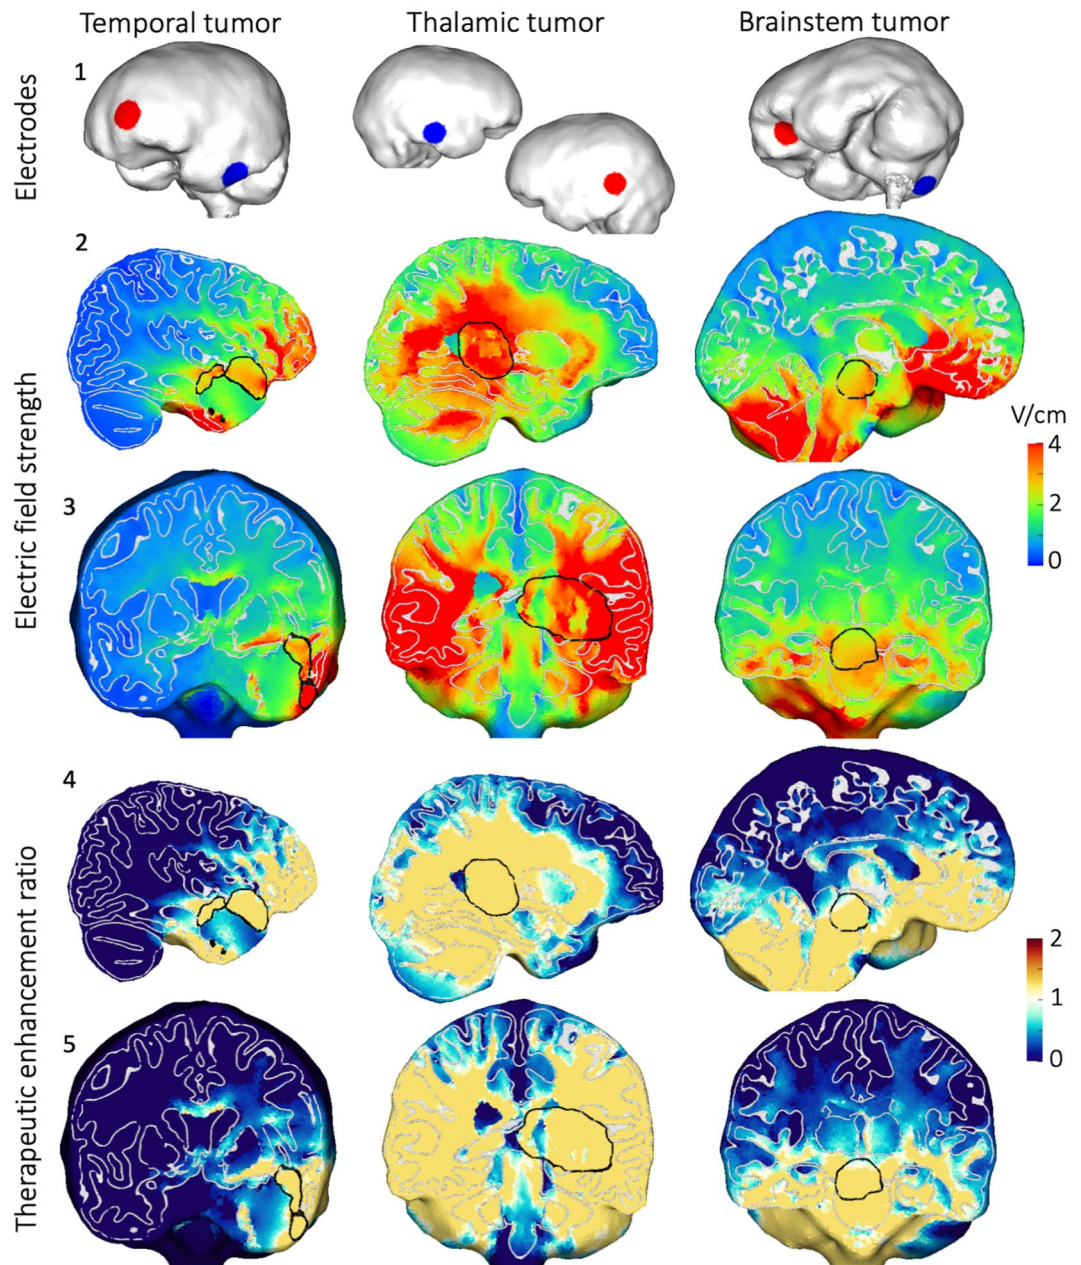 Temporal tumor
Thalamic tumor
Brainstem tumor
Electrodes
1
2
Electric field strength
V/cm
4
2
0
3
4
Therapeutic enhancement ratio
2
1
0
5